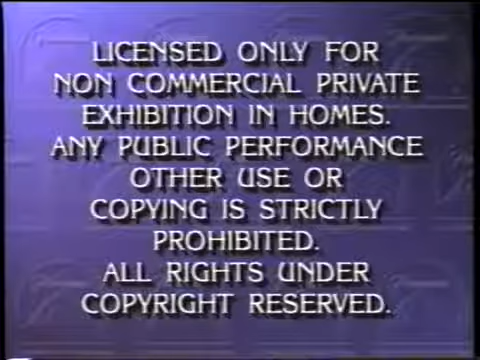 LICENSED ONLY FOR
NON COMMERCIAL PRIVATE
EXHIBITION IN HOMES.
ANY PUBLIC PERFORMANCE
OTHER USE OR
COPYING IS STRICTLY
PROHIBITED.
ALL RIGHTS UNDER
COPYRIGHT RESERVED.